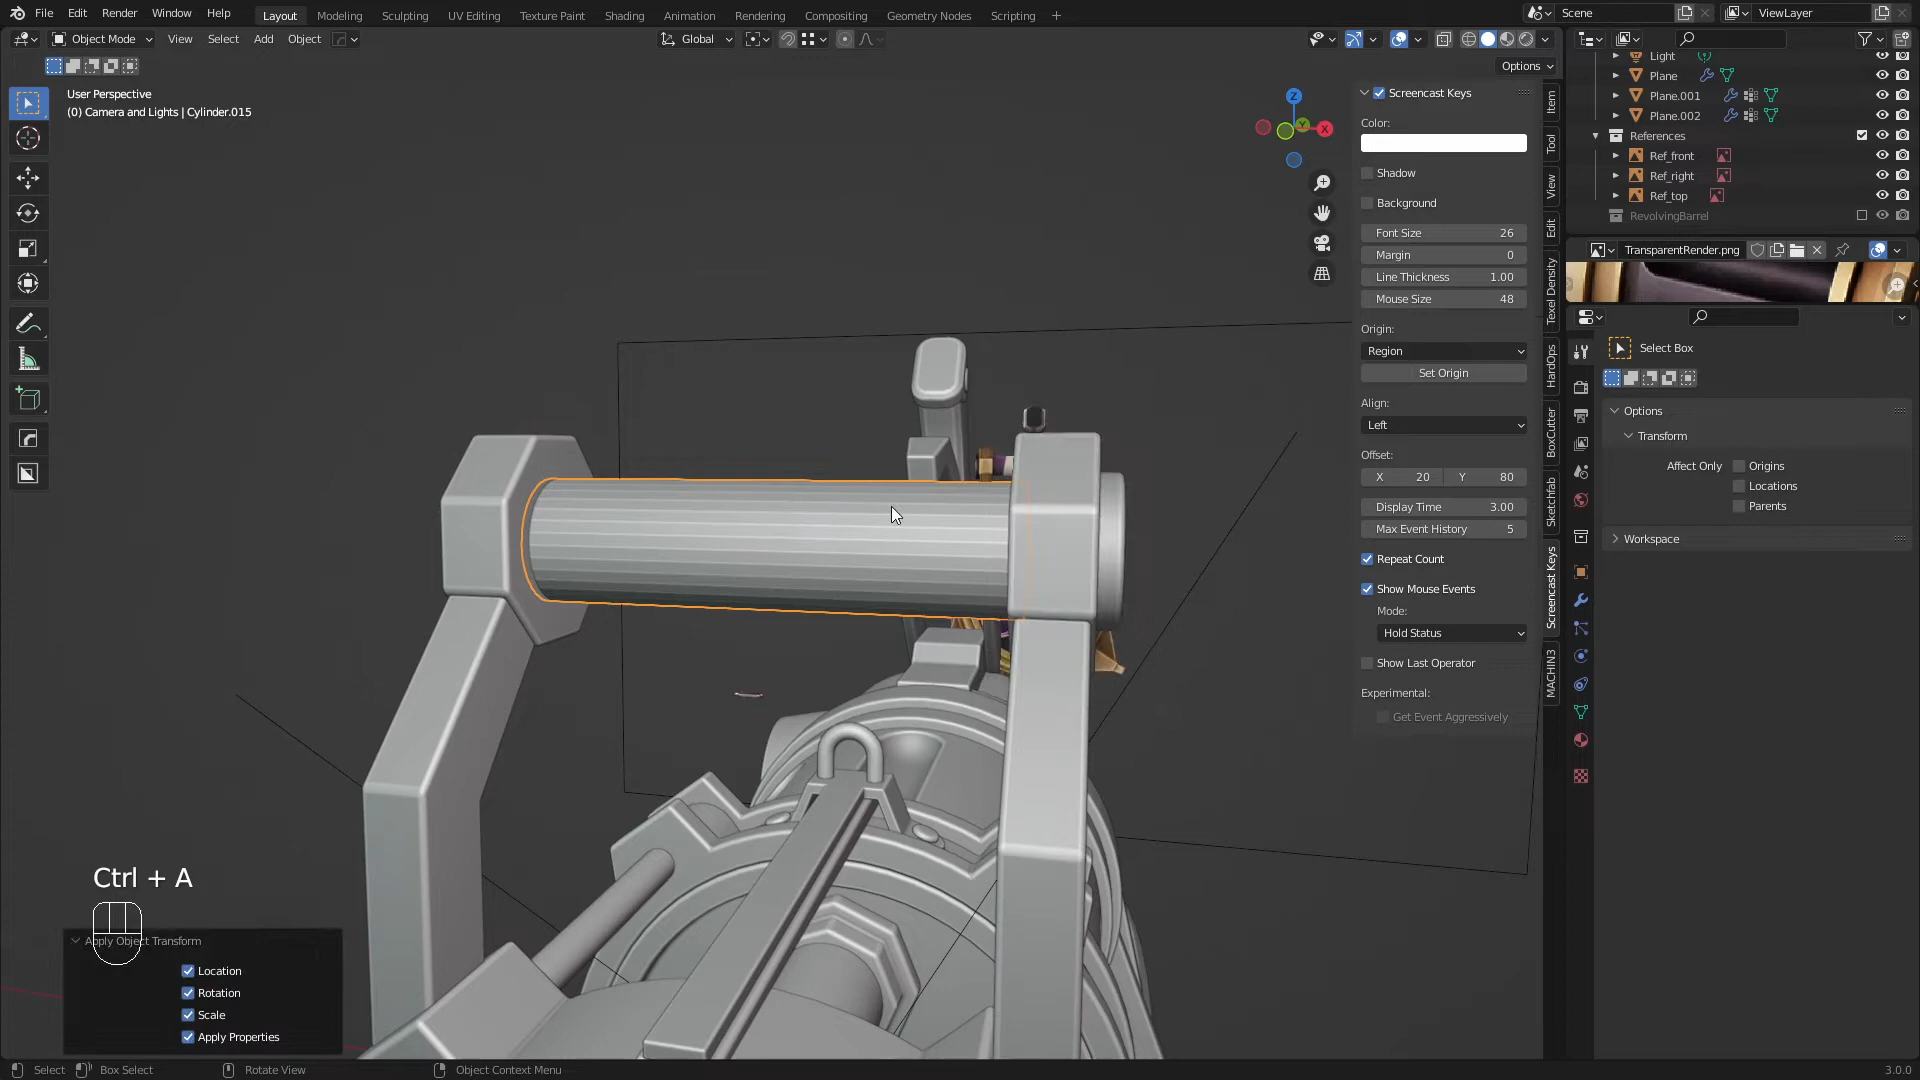 File Edit Render Window Help Layout Modeling Sculpting UV Editing Texture Paint Shading Animation Rendering Compositing Geometry Nodes Scripting + Scene ViewLayer
Object Mode View Select Add Object Global
Options
User Perspective
(0) Camera and Lights | Cylinder.015
Z
Y
X
Screencast Keys
Color:
Shadow
Background
Font Size 26
Margin 0
Line Thickness 1.00
Mouse Size 48
Origin:
Region
Set Origin
Align:
Left
Offset:
X 20 Y 80
Display Time 3.00
Max Event History 5
Repeat Count
Show Mouse Events
Mode:
Hold Status
Show Last Operator
Experimental:
Get Event Aggressively
Item
Tool
View
Edit
Texel Density
HardOps
BoxCutter
Sketchfab
Screencast Keys
MACHIN3
Light
Plane
Plane.001
Plane.002
References
Ref_front
Ref_right
Ref_top
RevolvingBarrel
TransparentRender.png
Select Box
Options
Transform
Affect Only Origins
Locations
Parents
Workspace
Ctrl + A
Apply Object Transform
Location
Rotation
Scale
Apply Properties
Select Box Select Rotate View Object Context Menu 3.0.0